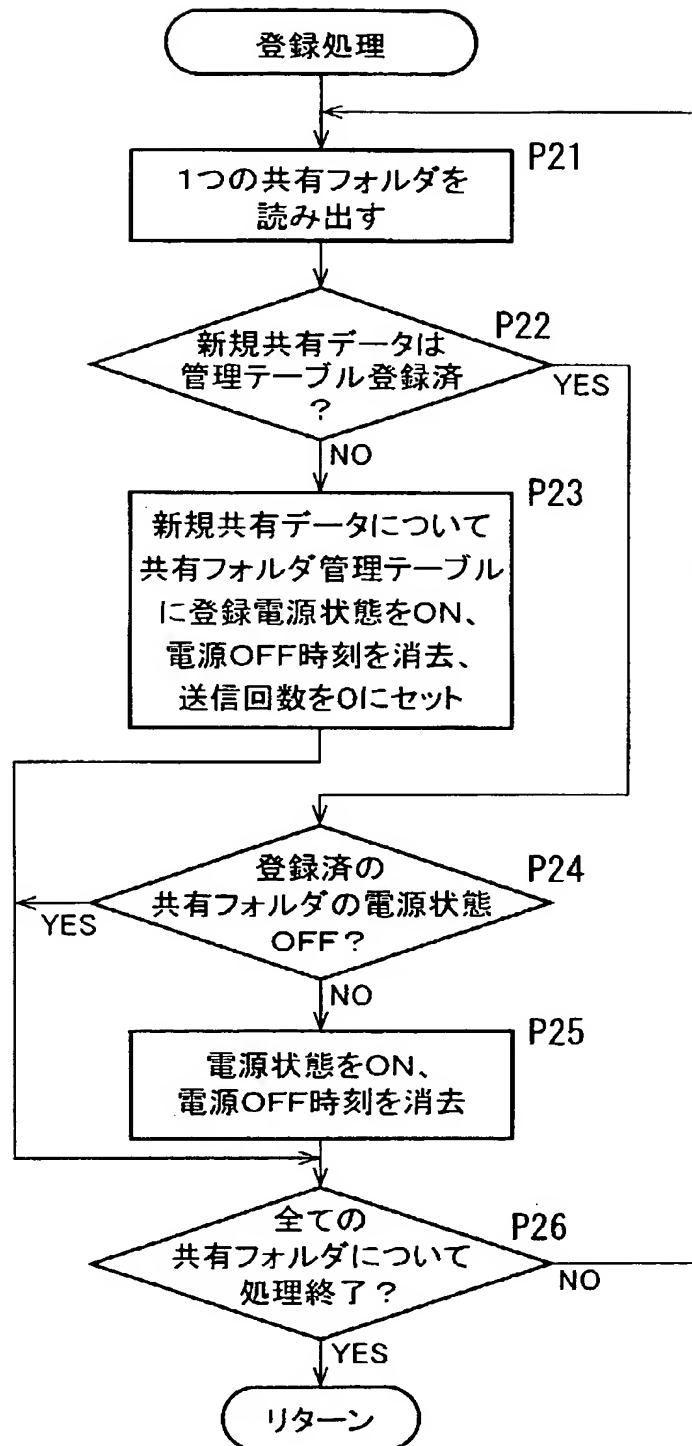 登録処理
P21
1つの共有フォルダを
読み出す
P22
新規共有データは
管理テーブル登録済
?
YES
NO
P23
新規共有データについて
共有フォルダ管理テーブル
に登録電源状態をON、
電源OFF時刻を消去、
送信回数を0にセット
P24
登録済の
共有フォルダの電源状態
OFF?
YES
NO
P25
電源状態をON、
電源OFF時刻を消去
P26
全ての
共有フォルダについて
処理終了?
NO
YES
リターン